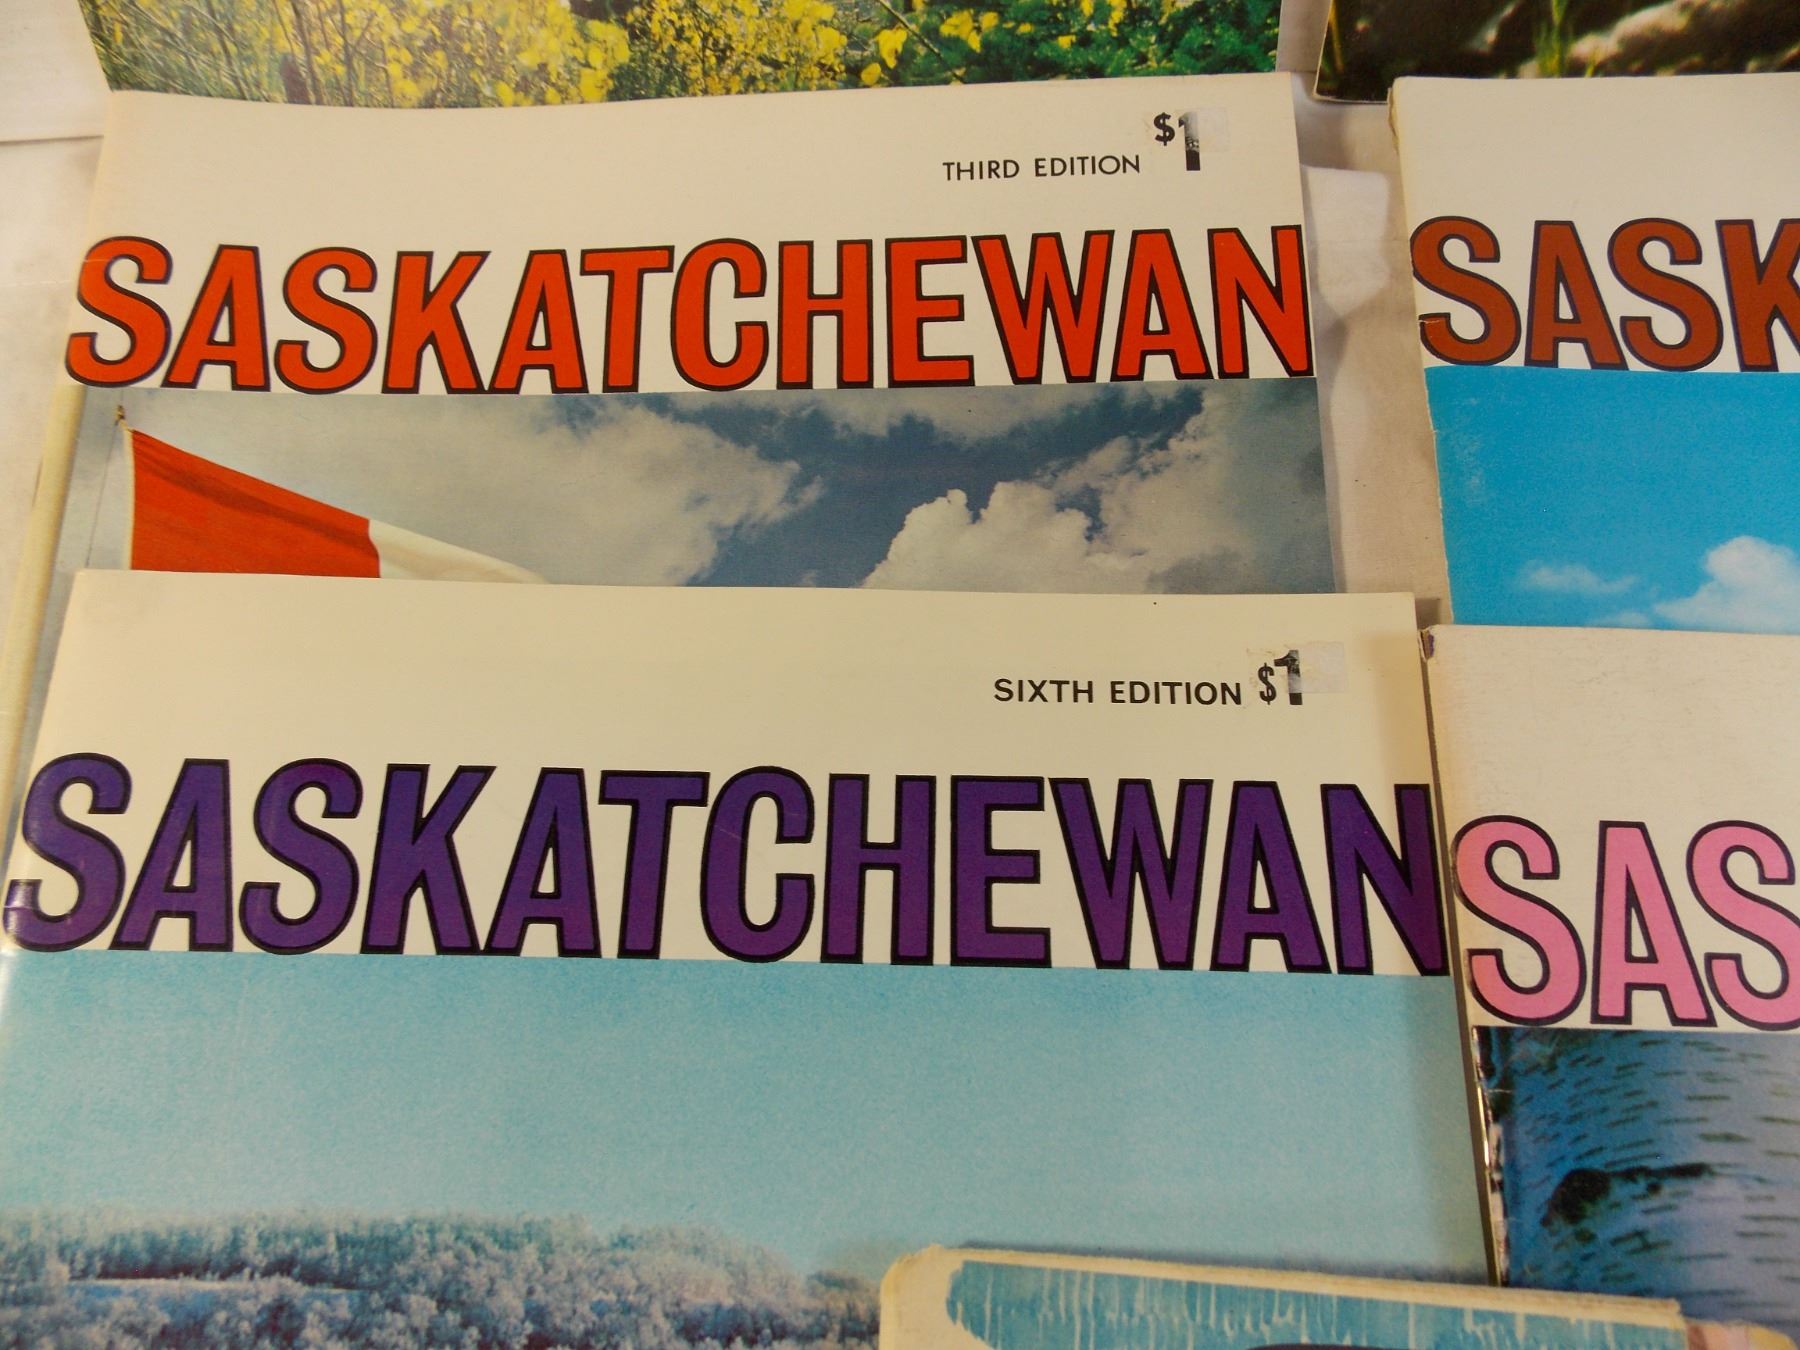 THIRD EDITION $1
SASKATCHEWAN
SASK
SIXTH EDITION $1
SASKATCHEWAN
SAS